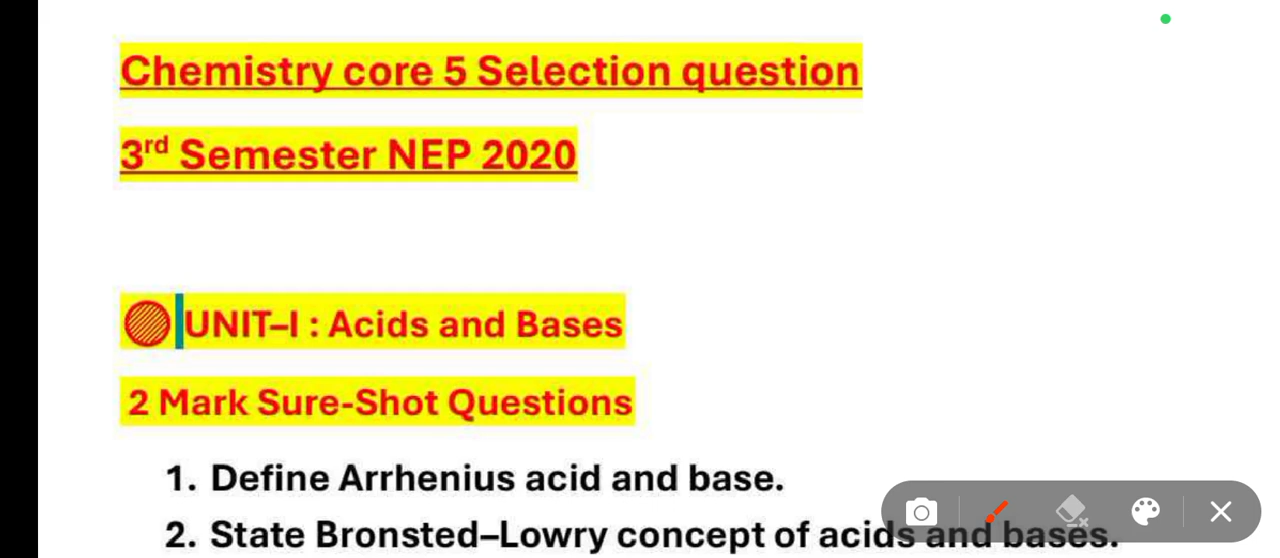 Chemistry core 5 Selection question
3rd Semester NEP 2020
UNIT–I : Acids and Bases
2 Mark Sure-Shot Questions
1. Define Arrhenius acid and base.
2. State Bronsted–Lowry concept of acids and bases.